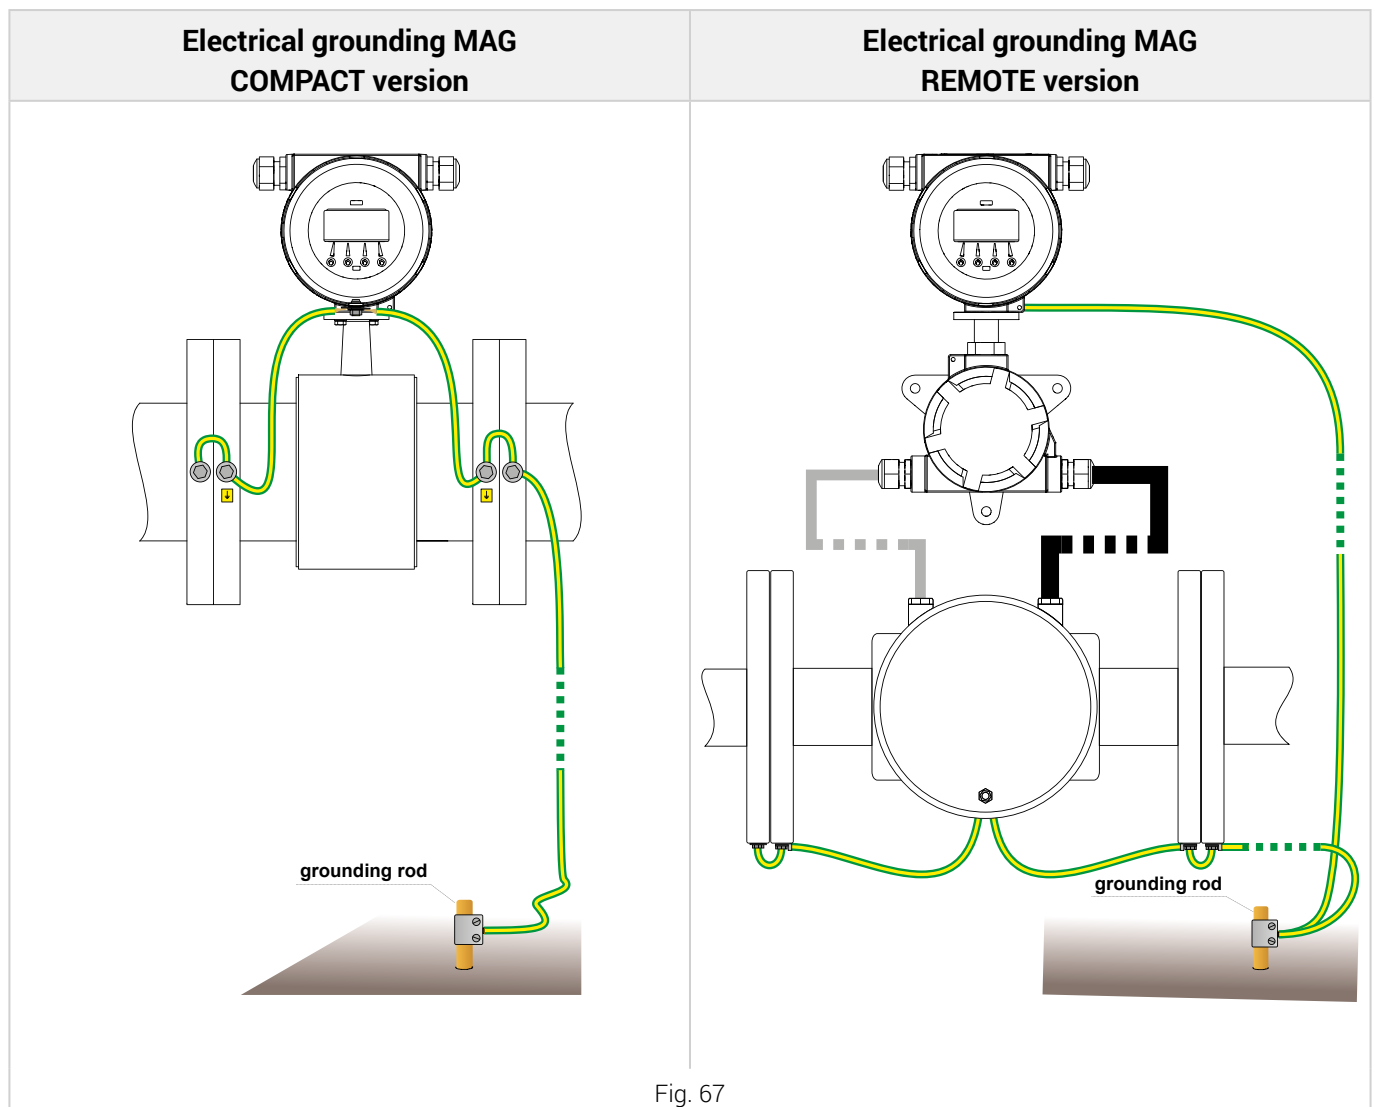 Electrical grounding MAG
COMPACT version
Electrical grounding MAG
REMOTE version
grounding rod
grounding rod
Fig. 67